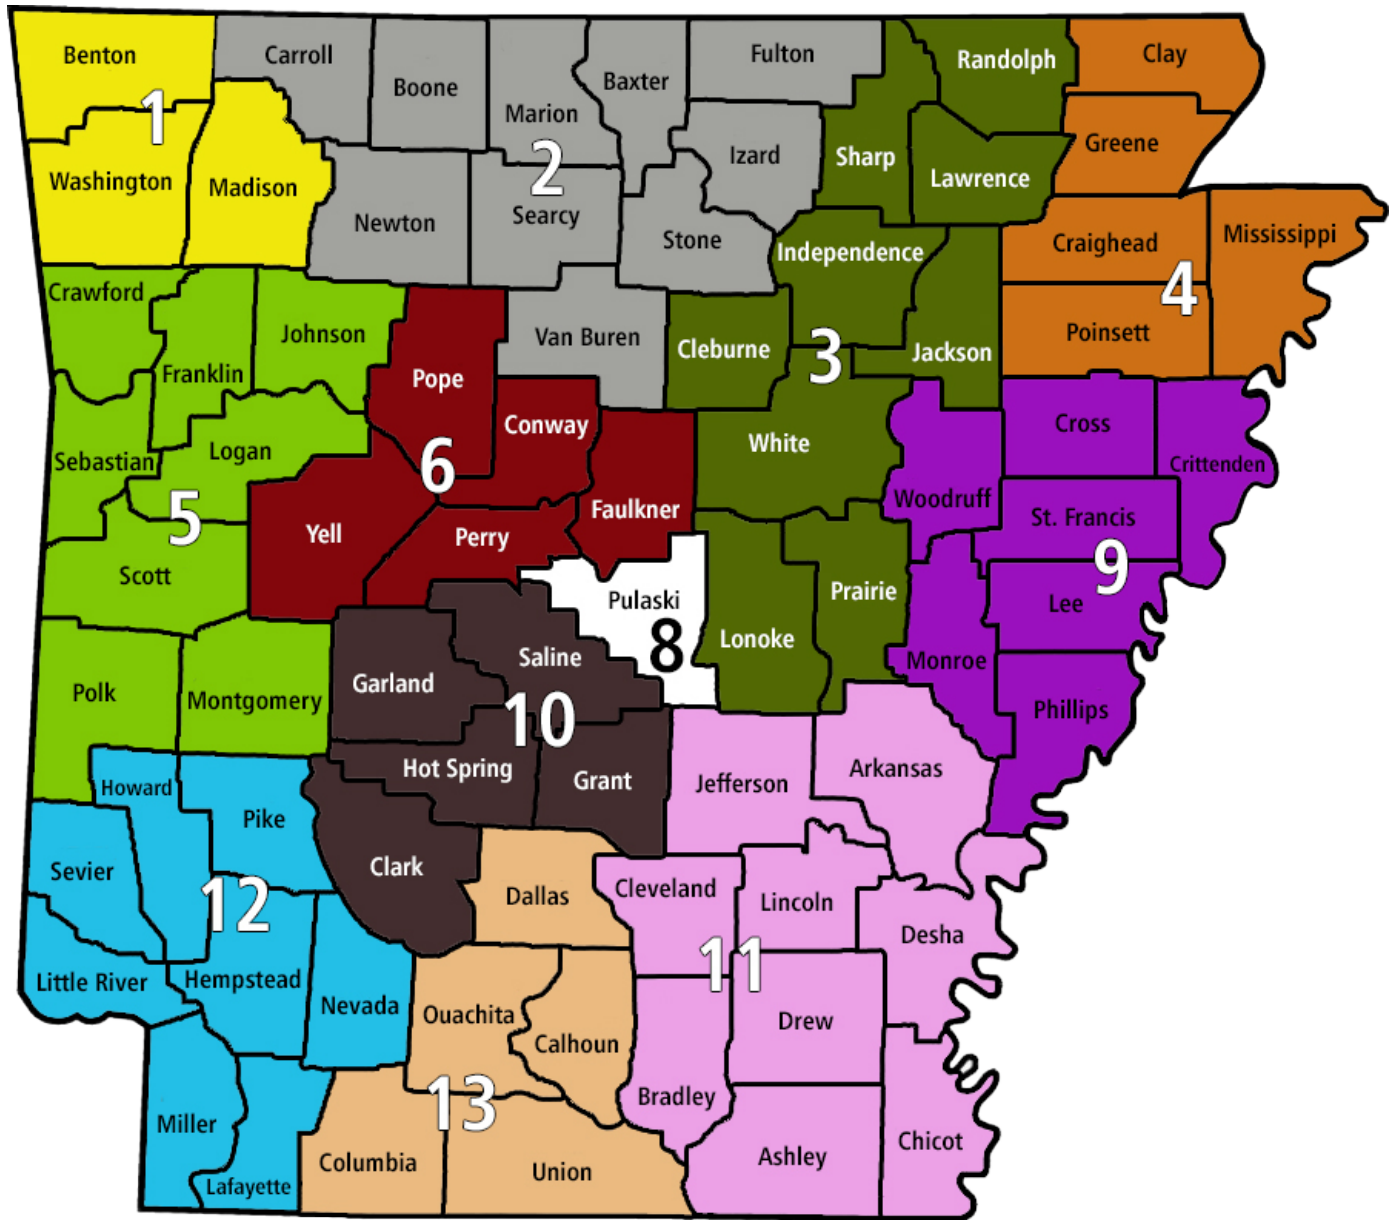 Benton
Carroll
Boone
Marion
Baxter
Fulton
Randolph
Clay
1
Washington
Madison
Newton
2
Searcy
Stone
Izard
Sharp
Lawrence
Greene
Craighead
Mississippi
4
Poinsett
Crawford
Franklin
Johnson
Pope
Van Buren
Cleburne
Independence
3
Jackson
Sebastian
Logan
5
Scott
6
Conway
Yell
Perry
Faulkner
White
Woodruff
Cross
Crittenden
St. Francis
9
Lee
Polk
Montgomery
Garland
Saline
10
Pulaski
8
Lonoke
Prairie
Monroe
Phillips
Howard
Pike
Hot Spring
Grant
Jefferson
Arkansas
Sevier
12
Clark
Dallas
Cleveland
Lincoln
11
Desha
Little River
Hempstead
Nevada
Ouachita
Calhoun
Drew
Miller
Lafayette
Columbia
13
Union
Bradley
Ashley
Chicot